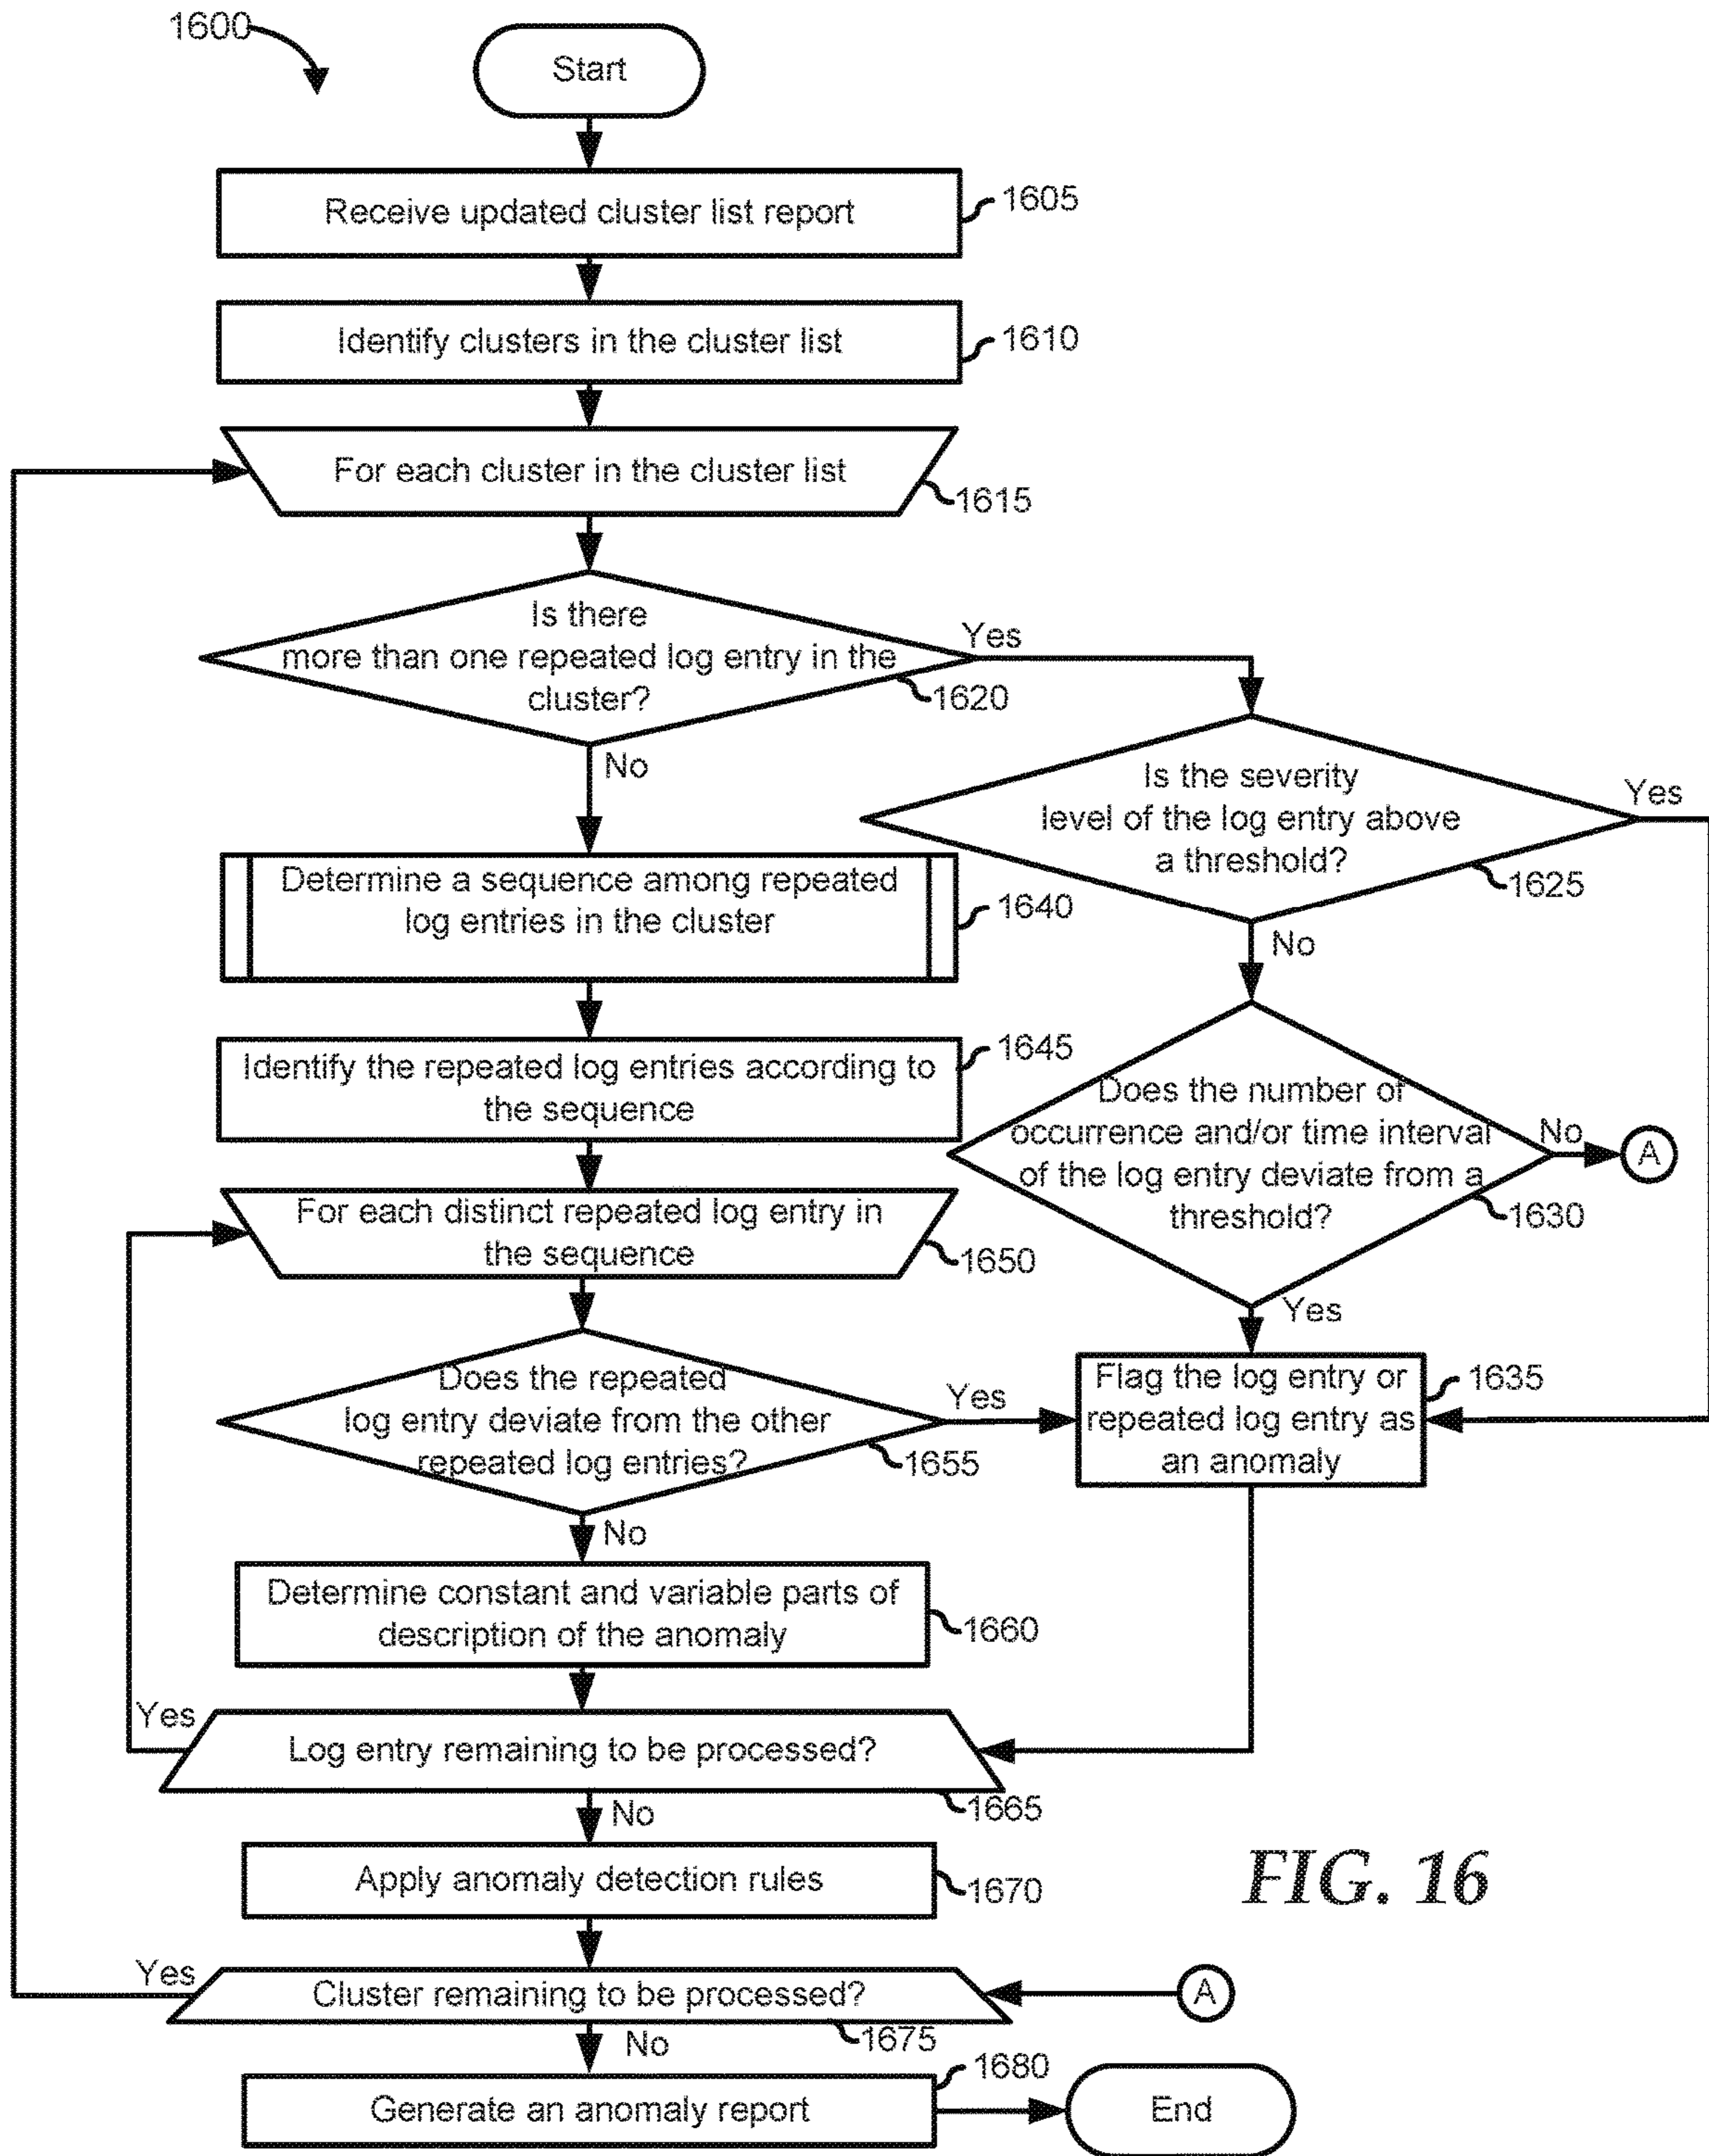 1600
Start
Receive updated cluster list report
1605
Identify clusters in the cluster list
1610
For each cluster in the cluster list
1615
Is there
more than one repeated log entry in the
cluster?
1620
Yes
No
Is the severity
level of the log entry above
a threshold?
1625
Yes
No
Determine a sequence among repeated
log entries in the cluster
1640
Does the number of
occurrence and/or time interval
of the log entry deviate from a
threshold?
1630
No
A
Yes
Identify the repeated log entries according to
the sequence
1645
For each distinct repeated log entry in
the sequence
1650
Does the repeated
log entry deviate from the other
repeated log entries?
1655
Yes
No
Flag the log entry or
repeated log entry as
an anomaly
1635
Determine constant and variable parts of
description of the anomaly
1660
Yes
Log entry remaining to be processed?
1665
No
Apply anomaly detection rules
1670
FIG. 16
Yes
Cluster remaining to be processed?
1675
A
No
Generate an anomaly report
1680
End